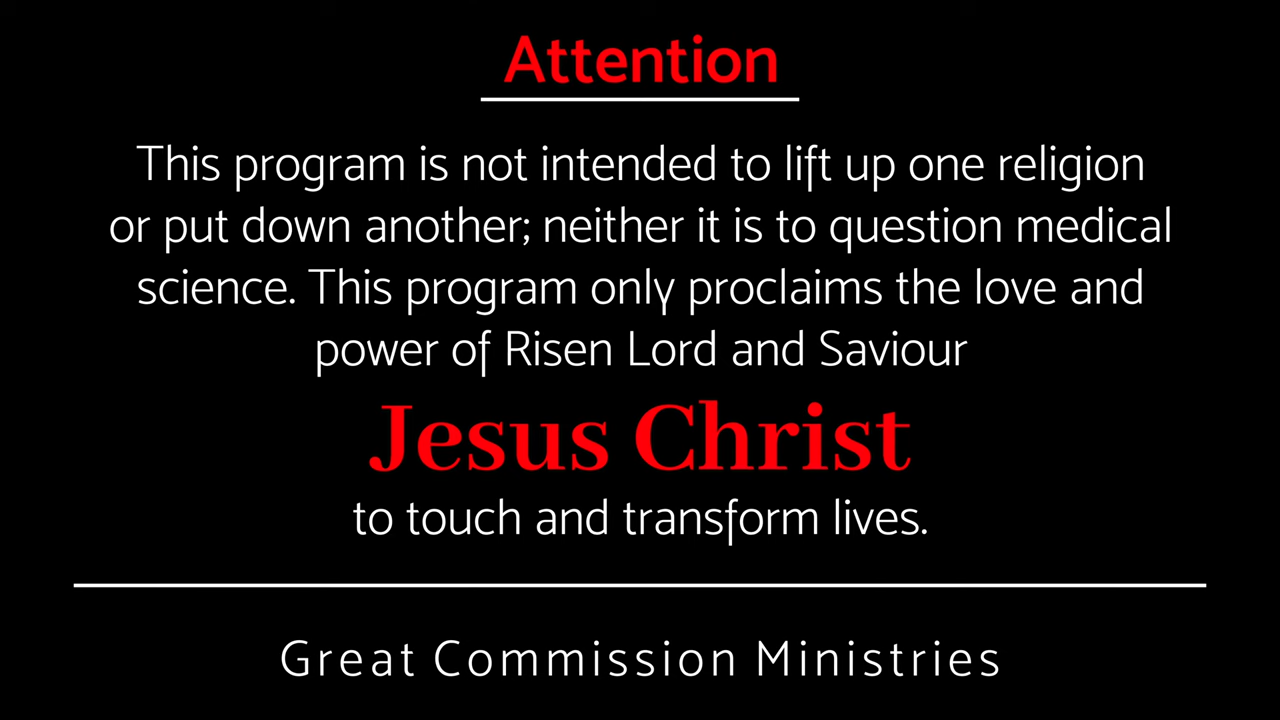 Attention
This program is not intended to lift up one religion
or put down another; neither it is to question medical
science. This program only proclaims the love and
power of Risen Lord and Saviour
Jesus Christ
to touch and transform lives.
Great Commission Ministries